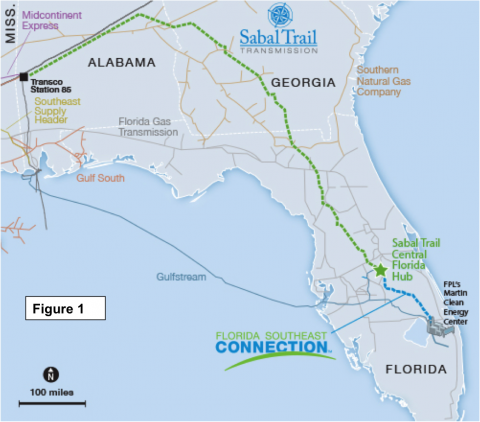 MISS.
Midcontinent
Express
Sabal Trail
TRANSMISSION
ALABAMA
Transco
Station 85
GEORGIA
Southern
Natural Gas
Company
Southeast
Supply
Header
Florida Gas
Transmission
Gulf South
Sabal Trail
Central
Florida
Hub
Gulfstream
FPL's
Martin
Clean
Energy
Center
Figure 1
FLORIDA SOUTHEAST
CONNECTION
FLORIDA
N
100 miles